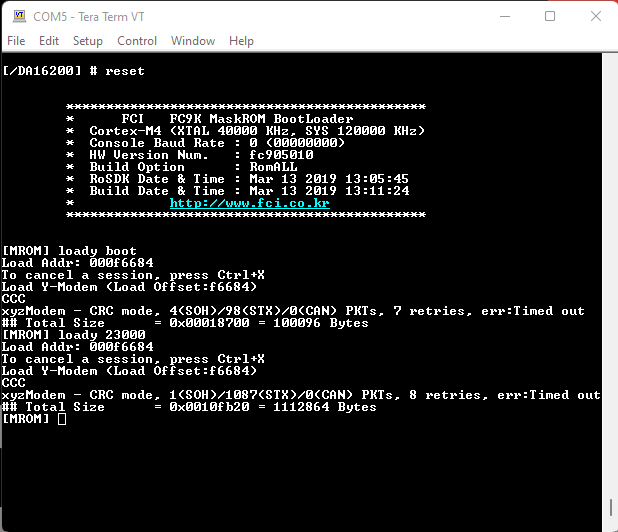 COM5 - Tera Term VT
File Edit Setup Control Window Help
[/DA16200] # reset
*********************************************
* FCI FC9K MaskROM BootLoader
* Cortex-M4 (XTAL 40000 KHz, SYS 120000 KHz)
* Console Baud Rate : 0 (00000000)
* HW Version Num. : fc905010
* Build Option : RomALL
* RoSDK Date & Time : Mar 13 2019 13:05:45
* Build Date & Time : Mar 13 2019 13:11:24
* http://www.fci.co.kr
*********************************************
[MROM] loady boot
Load Addr: 000f6684
To cancel a session, press Ctrl+X
Load Y-Modem (Load Offset:f6684)
CCC
xyzModem - CRC mode, 4(SOH)/98(STX)/0(CAN) PKTs, 7 retries, err:Timed out
## Total Size = 0x00018700 = 100096 Bytes
[MROM] loady 23000
Load Addr: 000f6684
To cancel a session, press Ctrl+X
Load Y-Modem (Load Offset:f6684)
CCC
xyzModem - CRC mode, 1(SOH)/1087(STX)/0(CAN) PKTs, 8 retries, err:Timed out
## Total Size = 0x0010fb20 = 1112864 Bytes
[MROM]